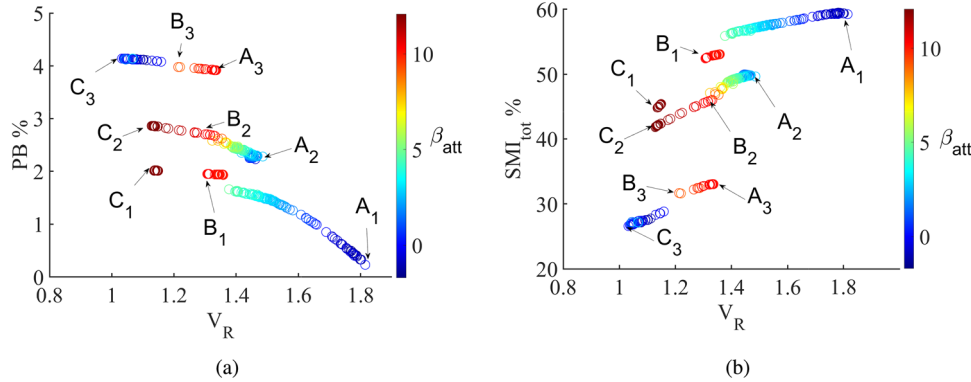 PB %
5
4
3
2
1
0
0.8
1
1.2
1.4
1.6
1.8
V_R
B_3
A_3
C_3
C_2
B_2
A_2
C_1
B_1
A_1
10
5
0
β_att
(a)
SMI_tot %
60
50
40
30
20
0.8
1
1.2
1.4
1.6
1.8
V_R
B_1
A_1
C_1
C_2
B_2
A_2
B_3
A_3
C_3
10
5
0
β_att
(b)